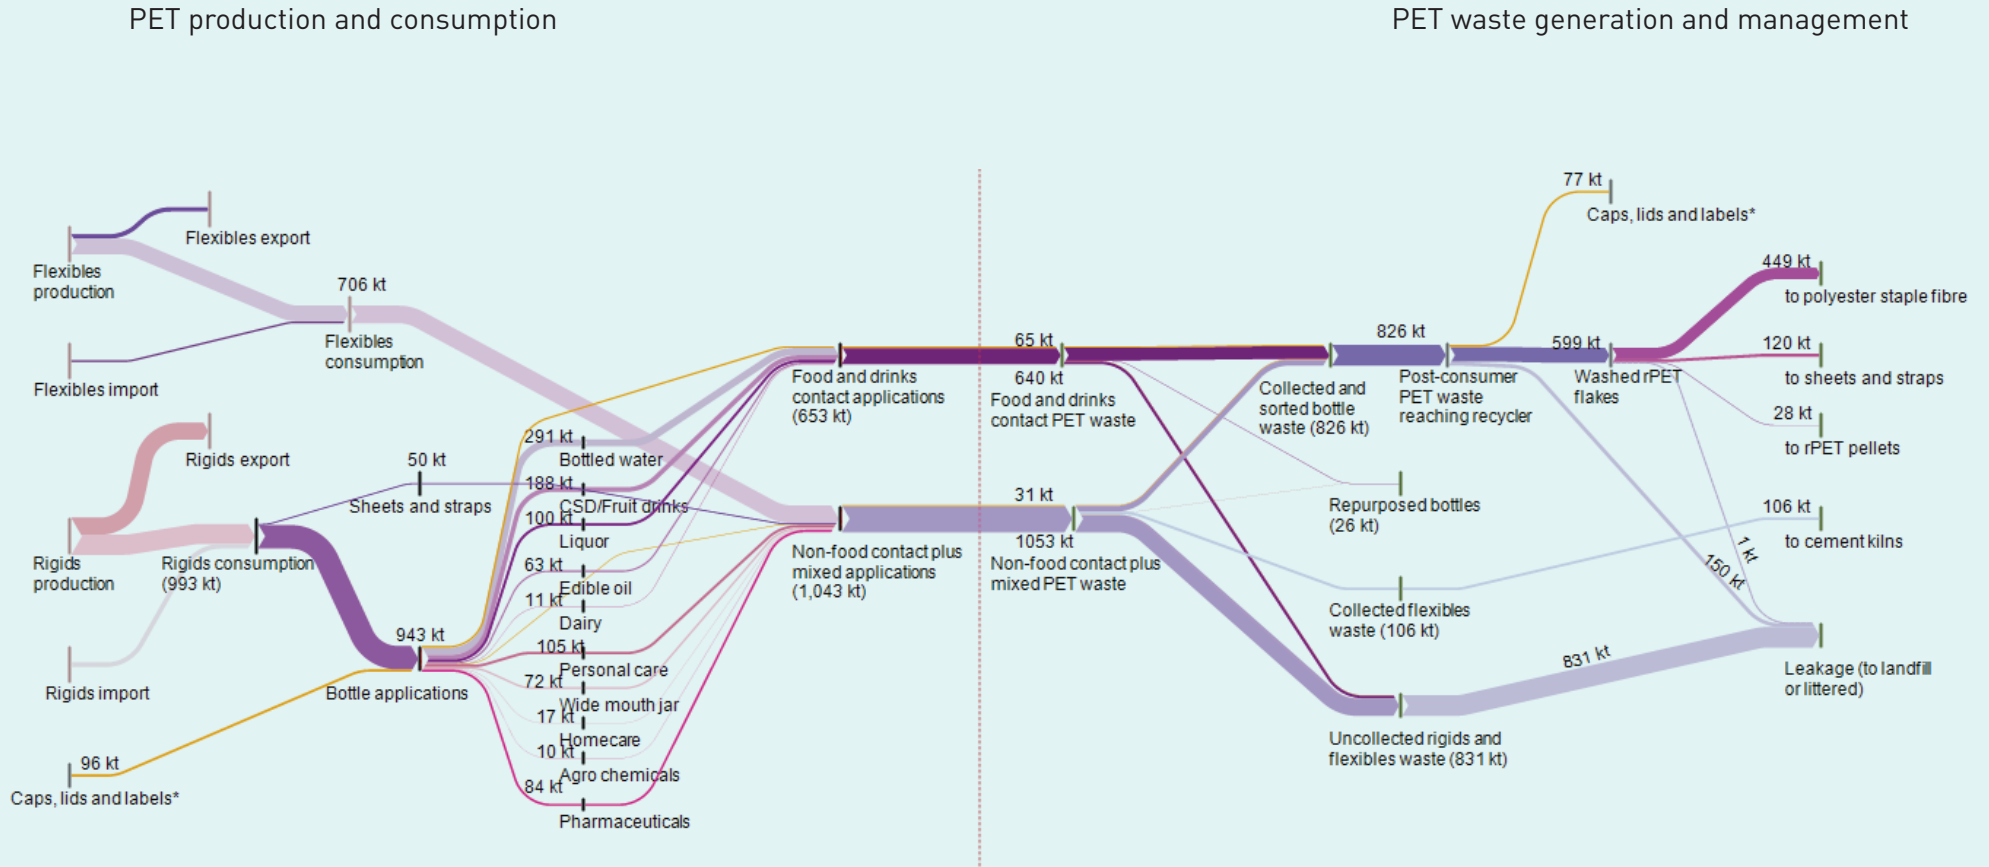 PET production and consumption
PET waste generation and management
77 kt
Caps, lids and labels*
Flexibles export
Flexibles
production
449 kt
to polyester staple fibre
706 kt
Flexibles
consumption
Flexibles import
65 kt
640 kt
Food and drinks
contact applications
(653 kt)
Food and drinks
contact PET waste
826 kt
Collected and
sorted bottle
waste (826 kt)
Post-consumer
PET waste
reaching recycler
599 kt
Washed rPET
flakes
120 kt
to sheets and straps
28 kt
to rPET pellets
Rigids export
50 kt
Sheets and straps
291 kt
Bottled water
188 kt
CSD/Fruit drinks
100 kt
Liquor
63 kt
Edible oil
11 kt
Dairy
105 kt
Personal care
72 kt
Wide mouth jar
17 kt
Homecare
10 kt
Agro chemicals
84 kt
Pharmaceuticals
Rigids
production
Rigids consumption
(993 kt)
Rigids import
943 kt
Bottle applications
96 kt
Caps, lids and labels*
31 kt
1053 kt
Non-food contact plus
mixed applications
(1,043 kt)
Non-food contact plus
mixed PET waste
Repurposed bottles
(26 kt)
106 kt
to cement kilns
1 kt
150 kt
Collected flexibles
waste (106 kt)
831 kt
Leakage (to landfill
or littered)
Uncollected rigids and
flexibles waste (831 kt)